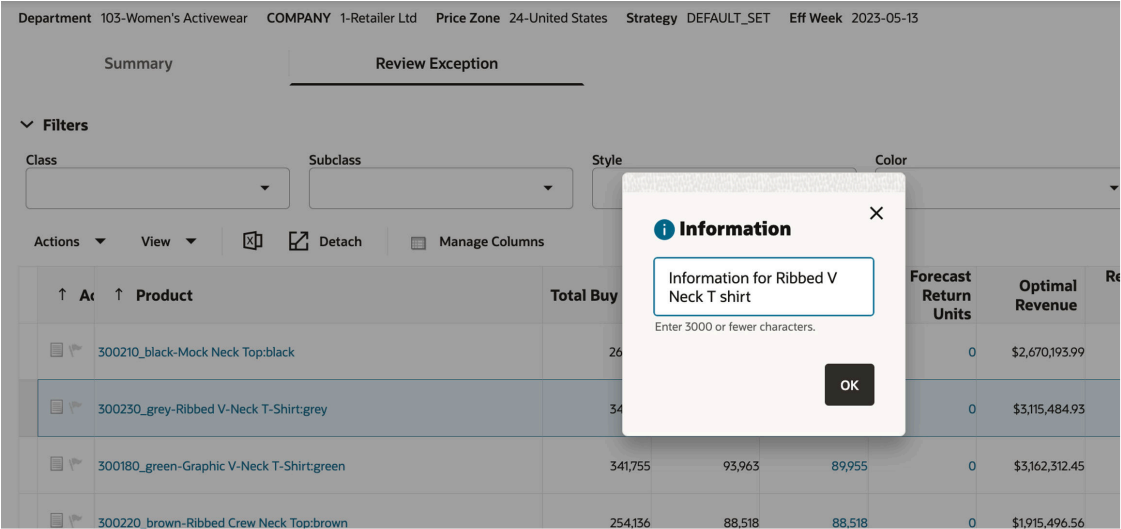 Department 103-Women's Activewear COMPANY 1-Retailer Ltd Price Zone 24-United States Strategy DEFAULT_SET Eff Week 2023-05-13
Summary Review Exception
Filters
Class Subclass Style Color
Actions View Detach Manage Columns
Information
Information for Ribbed V
Neck T shirt
Enter 3000 or fewer characters.
OK
Product Total Buy Forecast Return Units Optimal Revenue
300210_black-Mock Neck Top:black 0 $2,670,193.99
300230_grey-Ribbed V-Neck T-Shirt:grey 0 $3,115,484.93
300180_green-Graphic V-Neck T-Shirt:green 341,755 93,963 89,955 0 $3,162,312.45
300220_brown-Ribbed Crew Neck Top:brown 254,136 88,518 88,518 0 $1,915,496.56